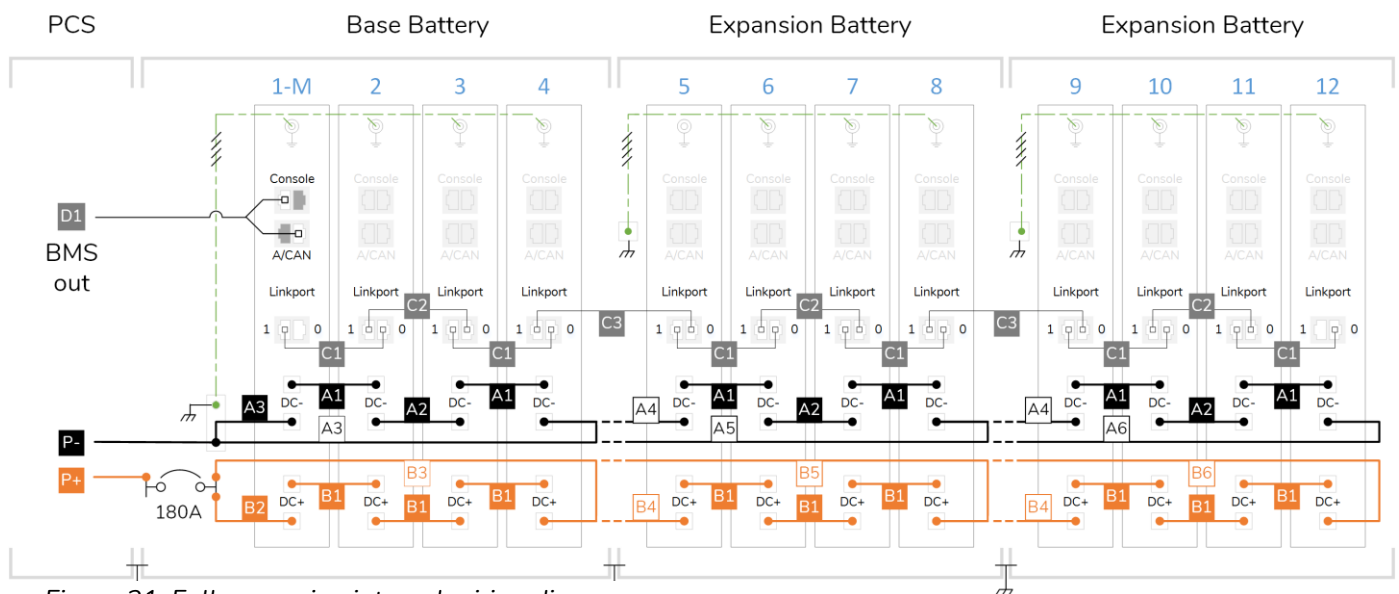 PCS Base Battery Expansion Battery Expansion Battery
1-M 2 3 4 5 6 7 8 9 10 11 12
Console Console Console Console Console Console Console Console Console Console Console Console
D1
BMS
out
A/CAN A/CAN A/CAN A/CAN A/CAN A/CAN A/CAN A/CAN A/CAN A/CAN A/CAN A/CAN
Linkport Linkport Linkport Linkport Linkport Linkport Linkport Linkport Linkport Linkport Linkport Linkport
C2 C2 C2
C3 C3
1 0 1 0 1 0 1 0 1 0 1 0 1 0 1 0 1 0 1 0 1 0 1 0
C1 C1 C1 C1 C1 C1
A1 A1 A1 A1 A1 A1
DC- DC- DC- DC- DC- DC- DC- DC- DC- DC- DC- DC-
A3 A2 A4 A2 A4 A2
A3 A5 A6
P-
P+
B3 B5 B6
B1 B1 B1 B1 B1 B1
DC+ DC+ DC+ DC+ DC+ DC+ DC+ DC+ DC+ DC+ DC+ DC+
180A
B2 B1 B4 B1 B4 B1